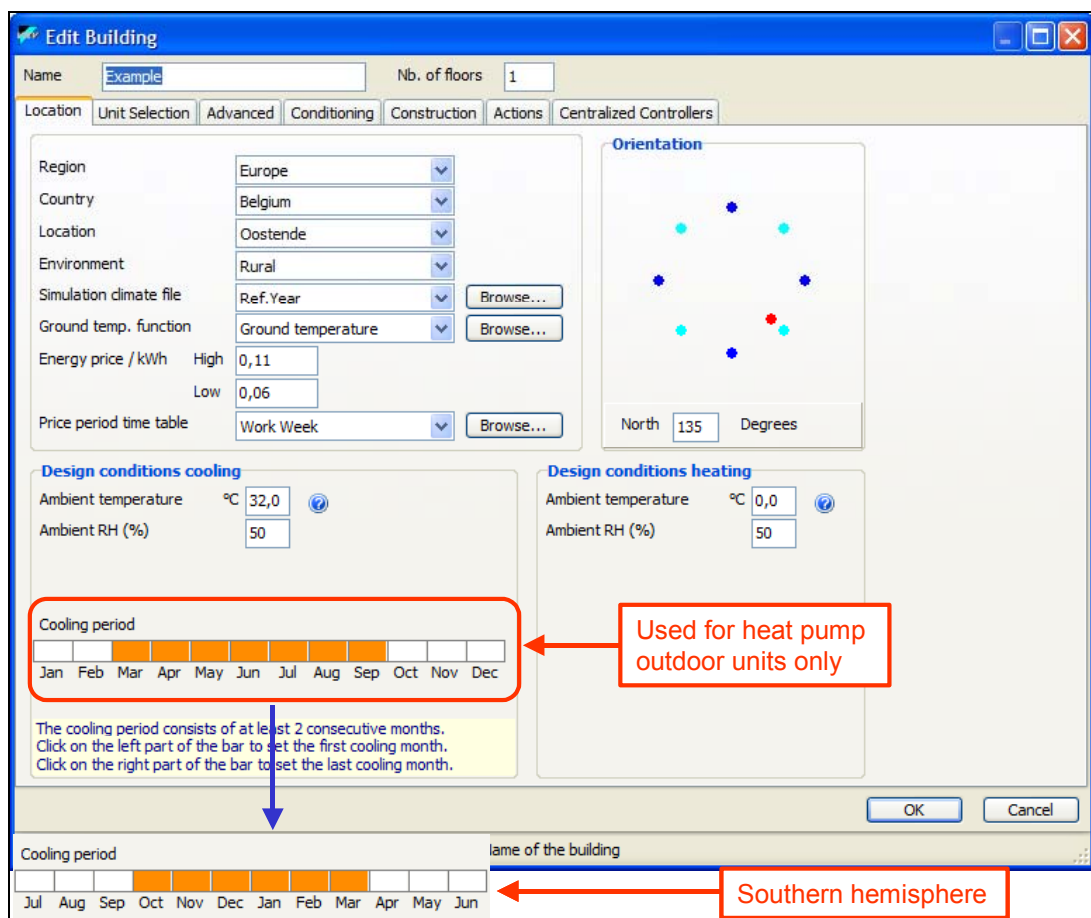 Edit Building
Name Example Nb. of floors 1
Location Unit Selection Advanced Conditioning Construction Actions Centralized Controllers
Region Europe
Country Belgium
Location Oostende
Environment Rural
Simulation climate file Ref.Year Browse...
Ground temp. function Ground temperature Browse...
Energy price / kWh High 0,11
Low 0,06
Price period time table Work Week Browse...
Orientation
North 135 Degrees
Design conditions cooling
Ambient temperature °C 32,0
Ambient RH (%) 50
Design conditions heating
Ambient temperature °C 0,0
Ambient RH (%) 50
Cooling period
Jan Feb Mar Apr May Jun Jul Aug Sep Oct Nov Dec
Used for heat pump
outdoor units only
The cooling period consists of at least 2 consecutive months.
Click on the left part of the bar to set the first cooling month.
Click on the right part of the bar to set the last cooling month.
OK Cancel
Name of the building
Cooling period
Jul Aug Sep Oct Nov Dec Jan Feb Mar Apr May Jun
Southern hemisphere